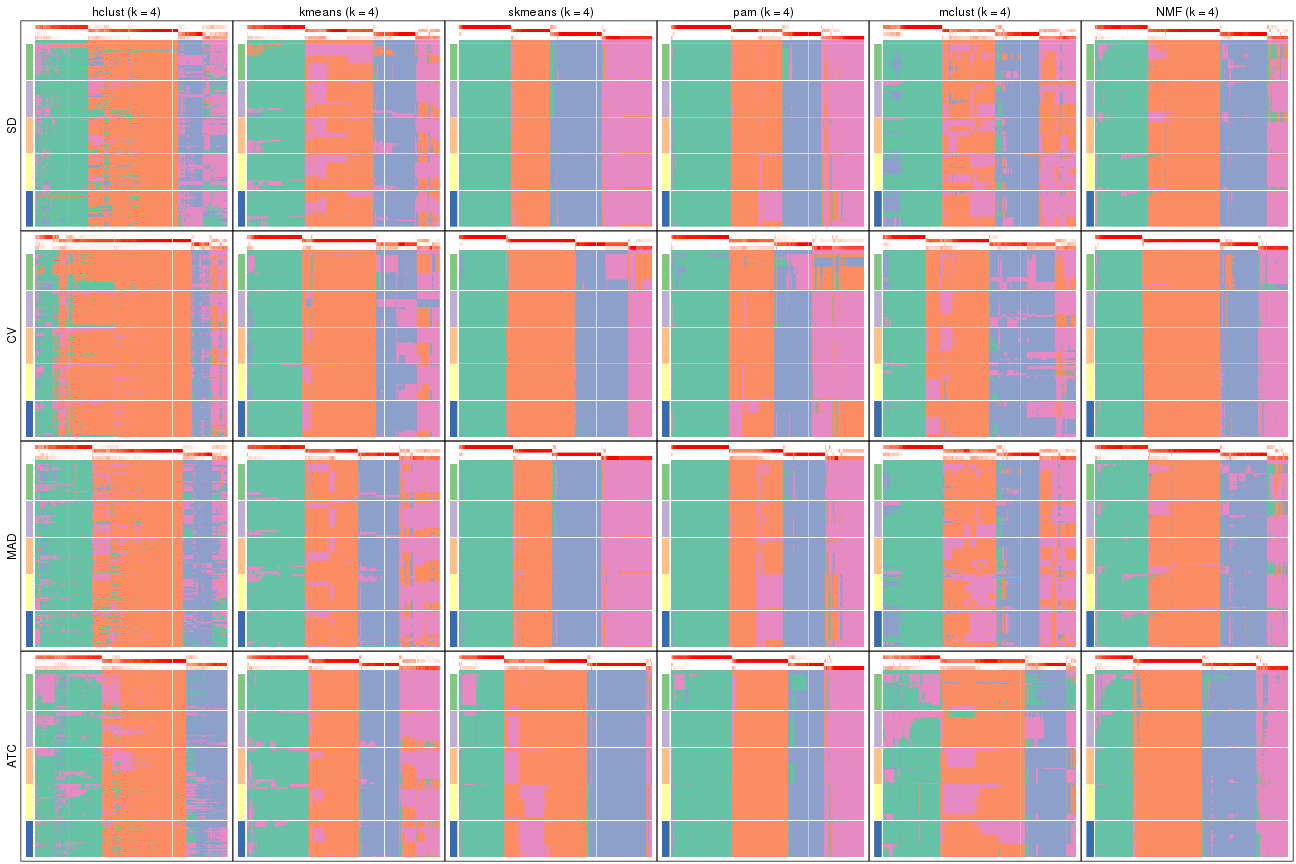 hclust (k = 4)
kmeans (k = 4)
skmeans (k = 4)
pam (k = 4)
mclust (k = 4)
NMF (k = 4)
SD
CV
MAD
ATC